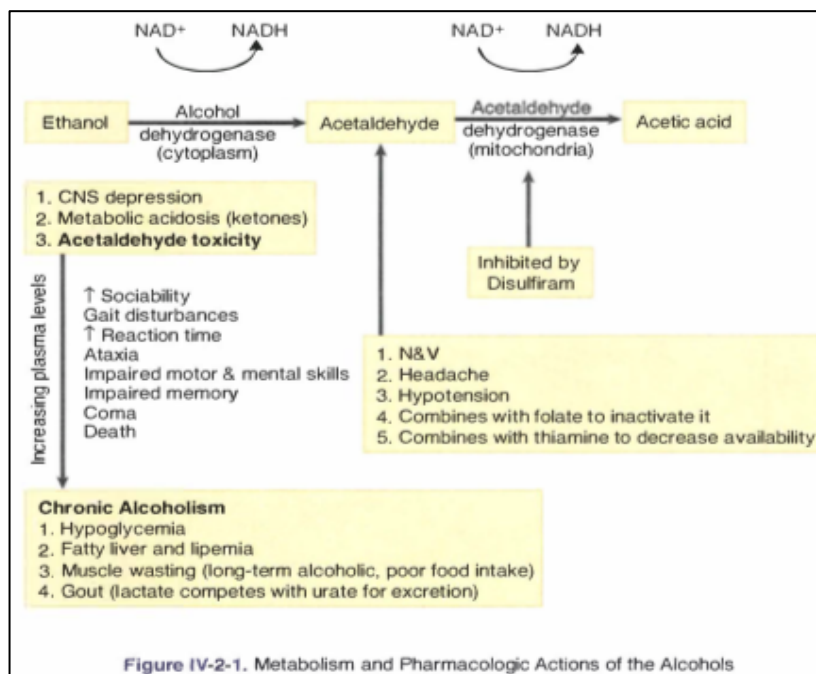 NAD+ NADH NAD+ NADH
Ethanol
Alcohol
dehydrogenase
(cytoplasm)
Acetaldehyde
Acetaldehyde
dehydrogenase
(mitochondria)
Acetic acid
1. CNS depression
2. Metabolic acidosis (ketones)
3. Acetaldehyde toxicity
Inhibited by
Disulfiram
Increasing plasma levels
↑ Sociability
Gait disturbances
↑ Reaction time
Ataxia
Impaired motor & mental skills
Impaired memory
Coma
Death
1. N&V
2. Headache
3. Hypotension
4. Combines with folate to inactivate it
5. Combines with thiamine to decrease availability
Chronic Alcoholism
1. Hypoglycemia
2. Fatty liver and lipemia
3. Muscle wasting (long-term alcoholic, poor food intake)
4. Gout (lactate competes with urate for excretion)
Figure IV-2-1. Metabolism and Pharmacologic Actions of the Alcohols